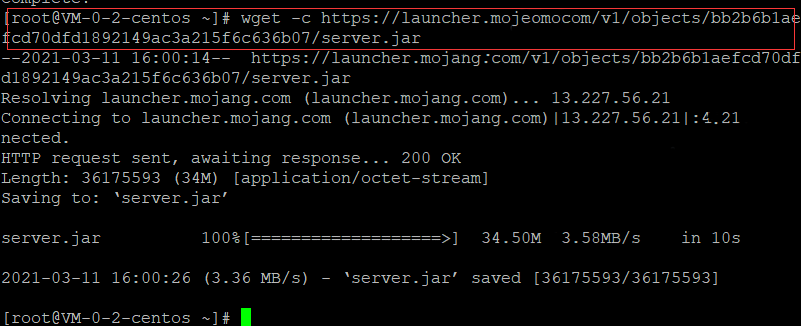 [root@VM-0-2-centos ~]# wget -c https://launcher.mojeomocom/v1/objects/bb2b6b1ae
fcd70dfd1892149ac3a215f6c636b07/server.jar
--2021-03-11 16:00:14-- https://launcher.mojang.com/v1/objects/bb2b6b1aefcd70df
d1892149ac3a215f6c636b07/server.jar
Resolving launcher.mojang.com (launcher.mojang.com)... 13.227.56.21
Connecting to launcher.mojang.com (launcher.mojang.com)|13.227.56.21|:4.21
nected.
HTTP request sent, awaiting response... 200 OK
Length: 36175593 (34M) [application/octet-stream]
Saving to: ‘server.jar’
server.jar 100%[===================>] 34.50M 3.58MB/s in 10s
2021-03-11 16:00:26 (3.36 MB/s) - ‘server.jar’ saved [36175593/36175593]
[root@VM-0-2-centos ~]#